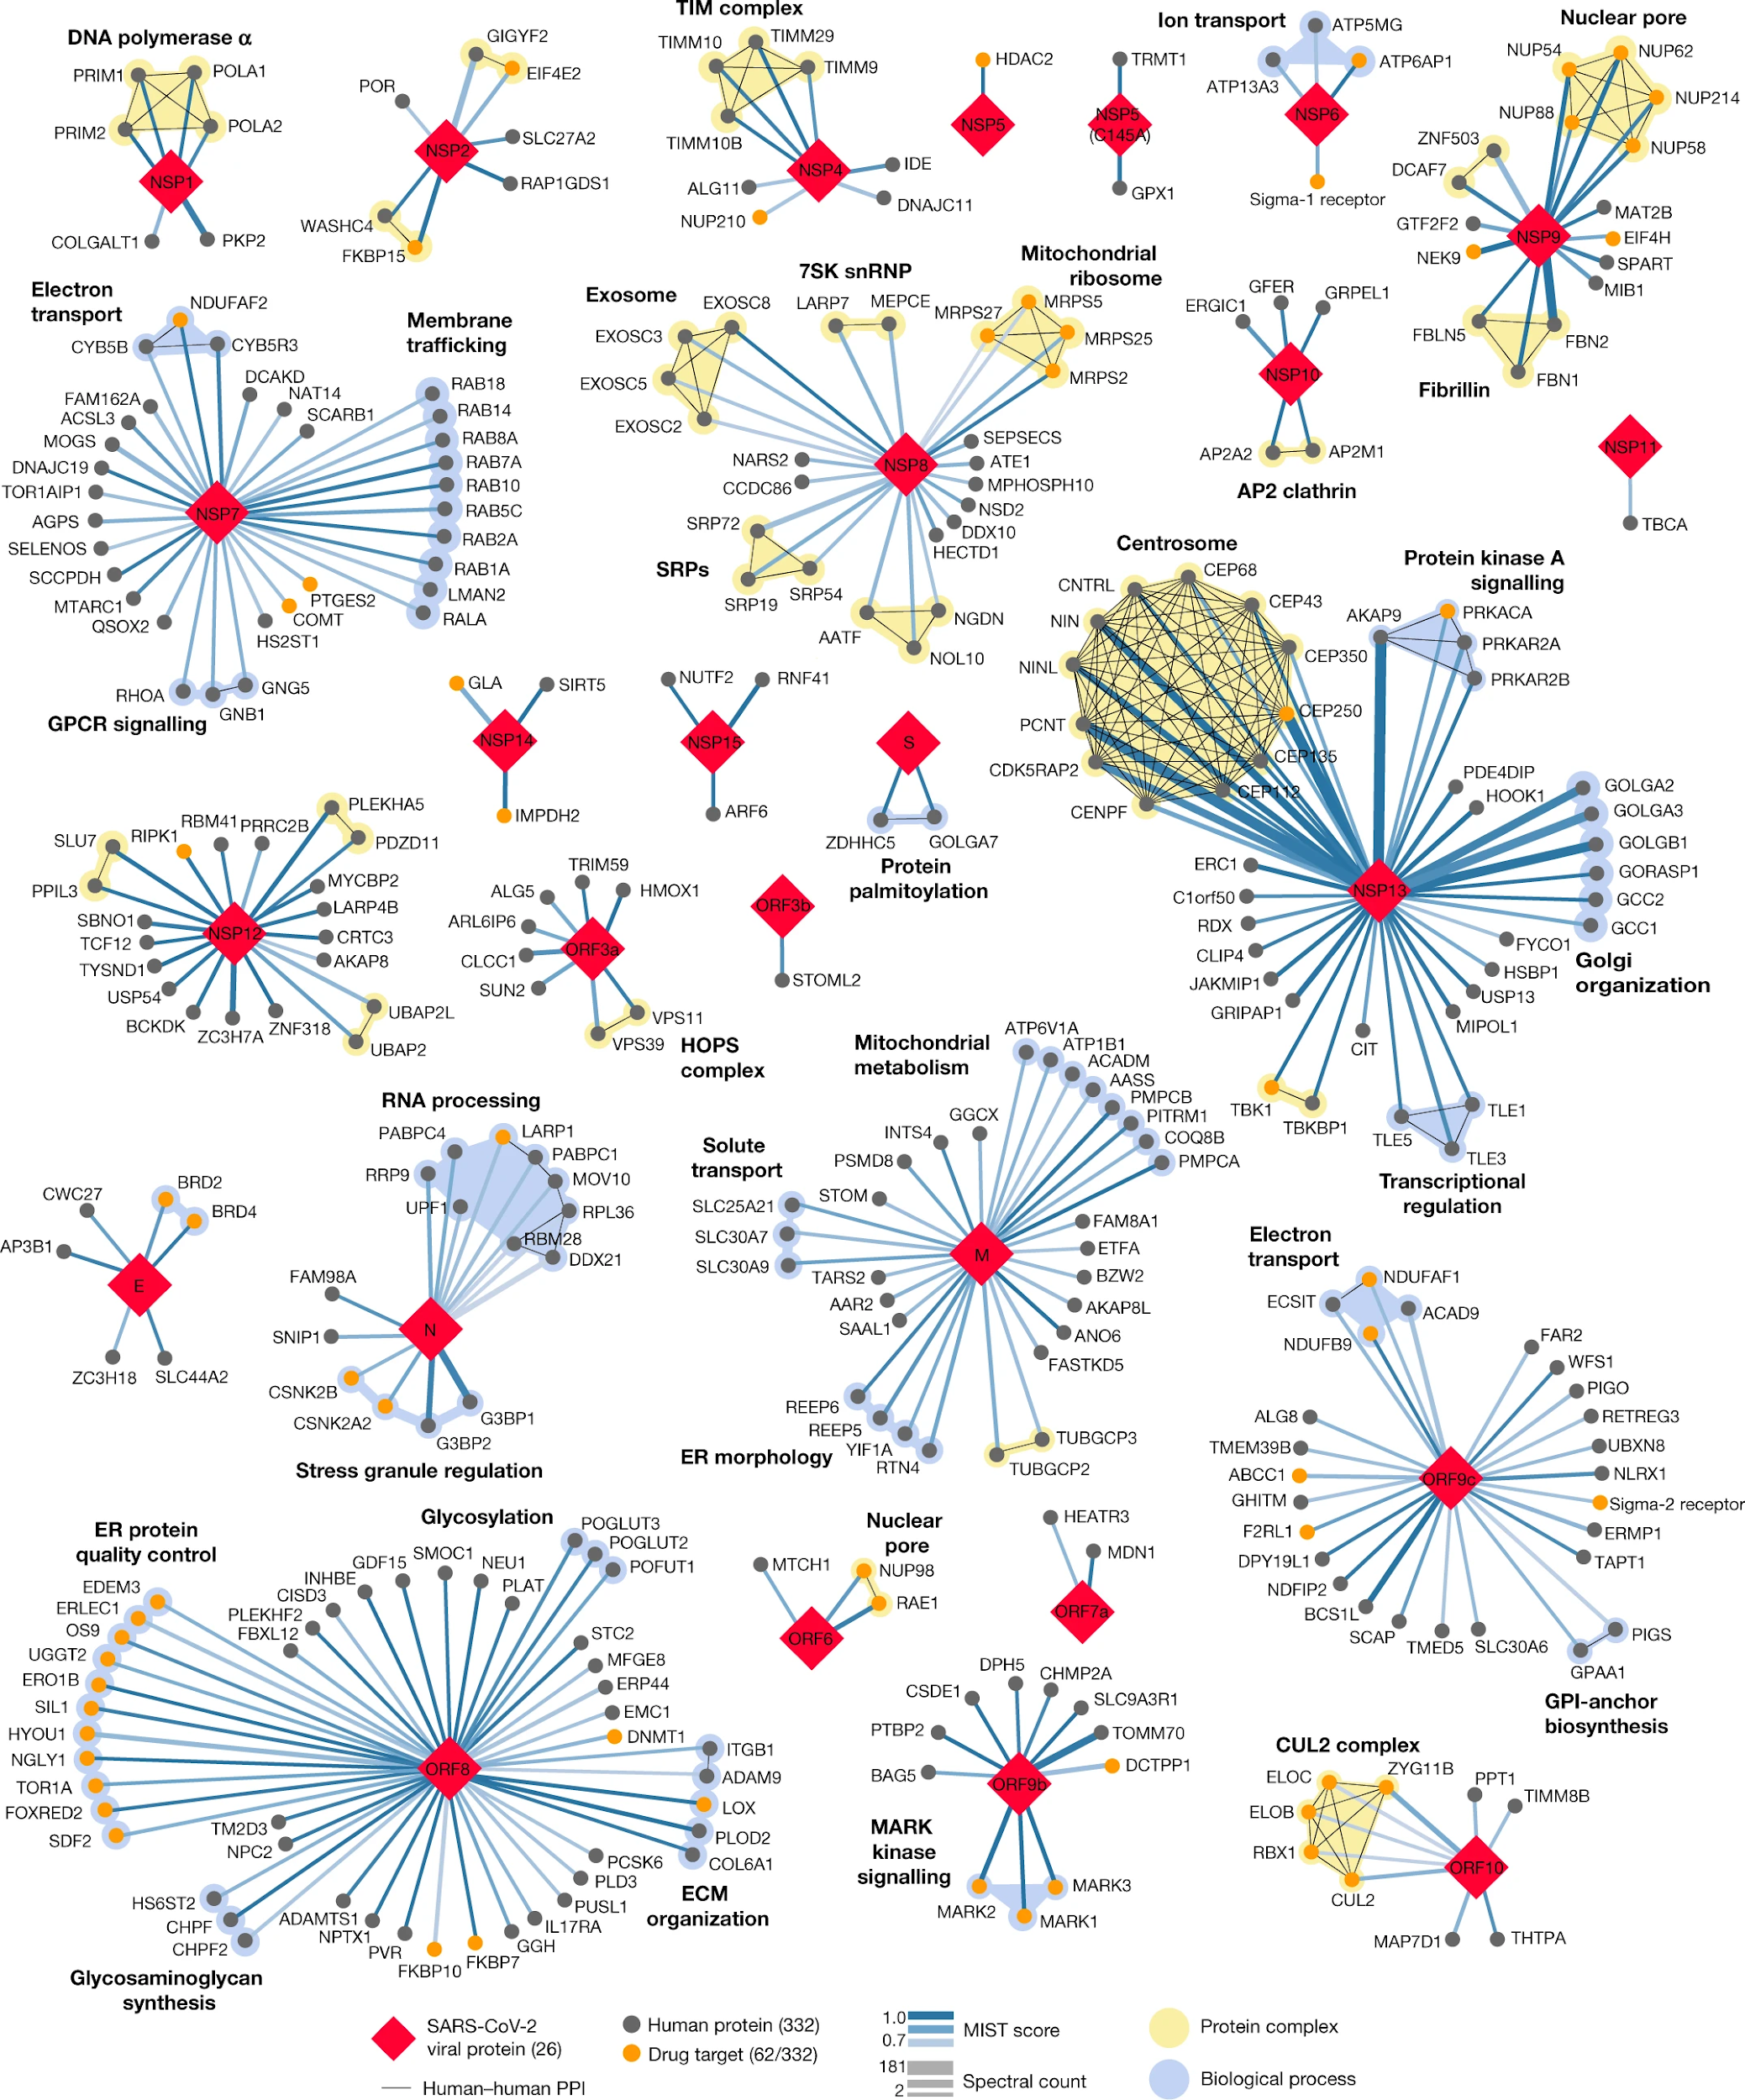 DNA polymerase α
PRIM1
POLA1
PRIM2
POLA2
NSP1
COLGALT1
PKP2
GIGYF2
EIF4E2
POR
NSP2
SLC27A2
RAP1GDS1
WASHC4
FKBP15
TIM complex
TIMM10
TIMM29
TIMM9
TIMM10B
NSP4
IDE
ALG11
DNAJC11
NUP210
HDAC2
NSP5
TRMT1
NSP5
(C145A)
GPX1
Ion transport
ATP5MG
ATP6AP1
ATP13A3
NSP6
Sigma-1 receptor
Nuclear pore
NUP54
NUP62
NUP214
NUP88
NUP58
ZNF503
DCAF7
GTF2F2
NEK9
NSP9
MAT2B
EIF4H
SPART
MIB1
FBLN5
FBN2
FBN1
Fibrillin
Electron
transport
NDUFAF2
CYB5B
CYB5R3
Membrane
trafficking
DCAKD
NAT14
SCARB1
FAM162A
ACSL3
MOGS
DNAJC19
TOR1AIP1
AGPS
SELENOS
SCCPDH
MTARC1
QSOX2
NSP7
RAB18
RAB14
RAB8A
RAB7A
RAB10
RAB5C
RAB2A
RAB1A
LMAN2
RALA
PTGES2
COMT
HS2ST1
RHOA
GNB1
GNG5
GPCR signalling
Exosome
EXOSC8
EXOSC3
EXOSC5
EXOSC2
7SK snRNP
LARP7
MEPCE
Mitochondrial
ribosome
MRPS27
MRPS5
MRPS25
MRPS2
NSP8
NARS2
CCDC86
SEPSECS
ATE1
MPHOSPH10
NSD2
DDX10
HECTD1
SRP72
SRPs
SRP19
SRP54
AATF
NGDN
NOL10
ERGIC1
GFER
GRPEL1
NSP10
AP2A2
AP2M1
AP2 clathrin
NSP11
TBCA
GLA
SIRT5
NSP14
IMPDH2
NUTF2
RNF41
NSP15
ARF6
S
ZDHHC5
GOLGA7
Protein
palmitoylation
Centrosome
CNTRL
CEP68
CEP43
NIN
CEP350
NINL
CEP250
PCNT
CEP135
CDK5RAP2
CEP112
CENPF
Protein kinase A
signalling
AKAP9
PRKACA
PRKAR2A
PRKAR2B
PDE4DIP
HOOK1
GOLGA2
GOLGA3
GOLGB1
GORASP1
GCC2
GCC1
Golgi
organization
NSP13
ERC1
C1orf50
RDX
CLIP4
JAKMIP1
GRIPAP1
CIT
FYCO1
HSBP1
USP13
MIPOL1
TBK1
TBKBP1
TLE5
TLE1
TLE3
Transcriptional
regulation
SLU7
RIPK1
RBM41
PRRC2B
PLEKHA5
PDZD11
PPIL3
MYCBP2
LARP4B
SBNO1
TCF12
NSP12
CRTC3
AKAP8
TYSND1
USP54
BCKDK
ZC3H7A
ZNF318
UBAP2L
UBAP2
TRIM59
ALG5
HMOX1
ARL6IP6
CLCC1
ORF3a
SUN2
VPS11
VPS39
HOPS
complex
ORF3b
STOML2
CWC27
BRD2
BRD4
AP3B1
E
ZC3H18
SLC44A2
RNA processing
PABPC4
LARP1
PABPC1
RRP9
MOV10
UPF1
RPL36
RBM28
DDX21
FAM98A
SNIP1
N
CSNK2B
CSNK2A2
G3BP1
G3BP2
Stress granule regulation
Mitochondrial
metabolism
ATP6V1A
ATP1B1
ACADM
AASS
PMPCB
PITRM1
COQ8B
PMPCA
GGCX
INTS4
PSMD8
STOM
Solute
transport
SLC25A21
SLC30A7
SLC30A9
M
TARS2
AAR2
SAAL1
FAM8A1
ETFA
BZW2
AKAP8L
ANO6
FASTKD5
REEP6
REEP5
YIF1A
RTN4
ER morphology
TUBGCP3
TUBGCP2
Electron
transport
NDUFAF1
ECSIT
ACAD9
NDUFB9
FAR2
WFS1
PIGO
RETREG3
UBXN8
NLRX1
Sigma-2 receptor
ERMP1
TAPT1
ALG8
TMEM39B
ABCC1
GHITM
F2RL1
DPY19L1
NDFIP2
BCS1L
SCAP
TMED5
SLC30A6
ORF9c
PIGS
GPAA1
GPI-anchor
biosynthesis
ER protein
quality control
Glycosylation
POGLUT3
POGLUT2
POFUT1
EDEM3
ERLEC1
OS9
UGGT2
ERO1B
SIL1
HYOU1
NGLY1
TOR1A
FOXRED2
SDF2
SMOC1
GDF15
NEU1
INHBE
PLAT
CISD3
PLEKHF2
FBXL12
STC2
MFGE8
ERP44
EMC1
DNMT1
ORF8
ITGB1
ADAM9
LOX
PLOD2
COL6A1
ECM
organization
TM2D3
NPC2
HS6ST2
CHPF
CHPF2
Glycosaminoglycan
synthesis
ADAMTS1
NPTX1
PVR
FKBP10
FKBP7
GGH
IL17RA
PUSL1
PLD3
PCSK6
Nuclear
pore
MTCH1
NUP98
RAE1
ORF6
HEATR3
MDN1
ORF7a
DPH5
CHMP2A
CSDE1
SLC9A3R1
PTBP2
TOMM70
BAG5
DCTPP1
ORF9b
MARK
kinase
signalling
MARK2
MARK3
MARK1
CUL2 complex
ELOC
ZYG11B
ELOB
RBX1
CUL2
PPT1
TIMM8B
ORF10
MAP7D1
THTPA
SARS-CoV-2
viral protein (26)
Human–human PPI
Human protein (332)
Drug target (62/332)
1.0
0.7
MIST score
181
2
Spectral count
Protein complex
Biological process